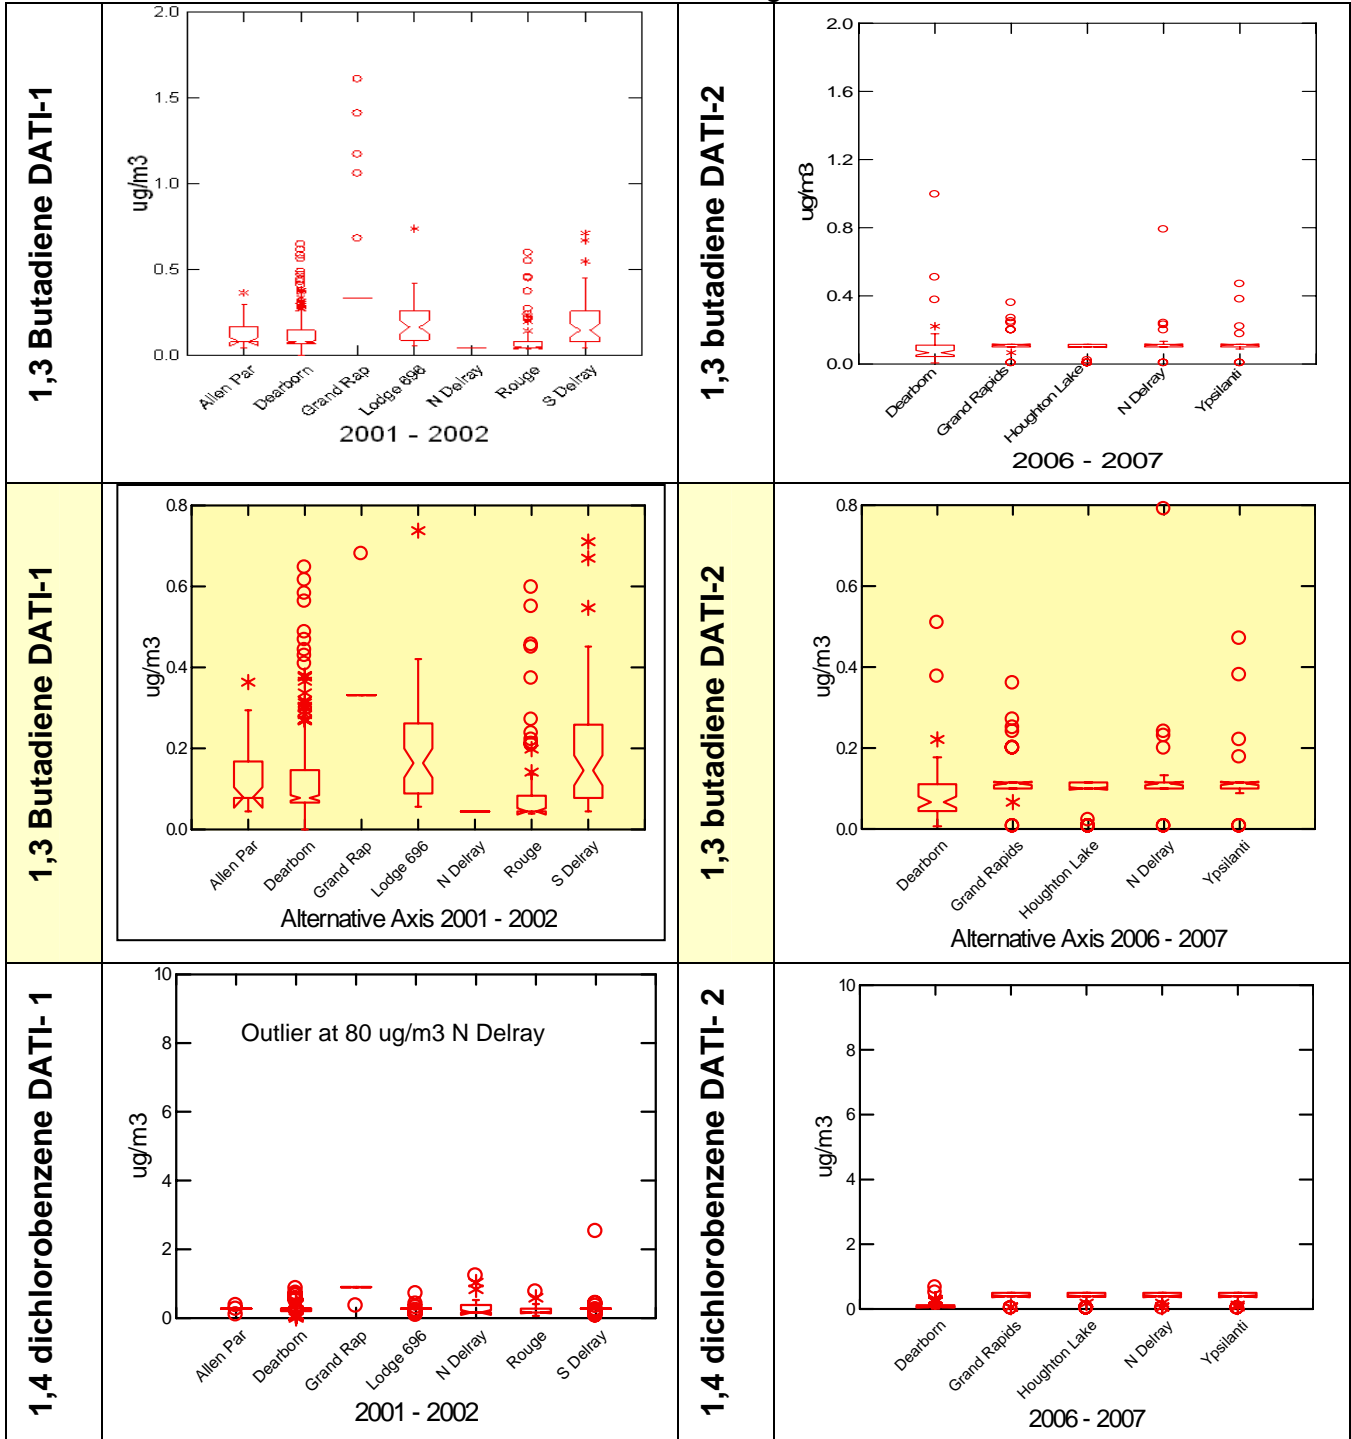 1,3 Butadiene DATI-1
2.0
1.5
1.0
0.5
0.0
ug/m3
Allen Par
Dearborn
Grand Rap
Lodge 696
N Delray
Rouge
S Delray
2001 - 2002
1,3 butadiene DATI-2
2.0
1.6
1.2
0.8
0.4
0.0
ug/m3
Dearborn
Grand Rapids
Houghton Lake
N Delray
Ypsilanti
2006 - 2007
1,3 Butadiene DATI-1
0.8
0.6
0.4
0.2
0.0
ug/m3
Allen Par
Dearborn
Grand Rap
Lodge 696
N Delray
Rouge
S Delray
Alternative Axis 2001 - 2002
1,3 butadiene DATI-2
0.8
0.6
0.4
0.2
0.0
ug/m3
Dearborn
Grand Rapids
Houghton Lake
N Delray
Ypsilanti
Alternative Axis 2006 - 2007
1,4 dichlorobenzene DATI- 1
10
8
6
4
2
0
ug/m3
Outlier at 80 ug/m3 N Delray
Allen Par
Dearborn
Grand Rap
Lodge 696
N Delray
Rouge
S Delray
2001 - 2002
1,4 dichlorobenzene DATI- 2
10
8
6
4
2
0
ug/m3
Dearborn
Grand Rapids
Houghton Lake
N Delray
Ypsilanti
2006 - 2007